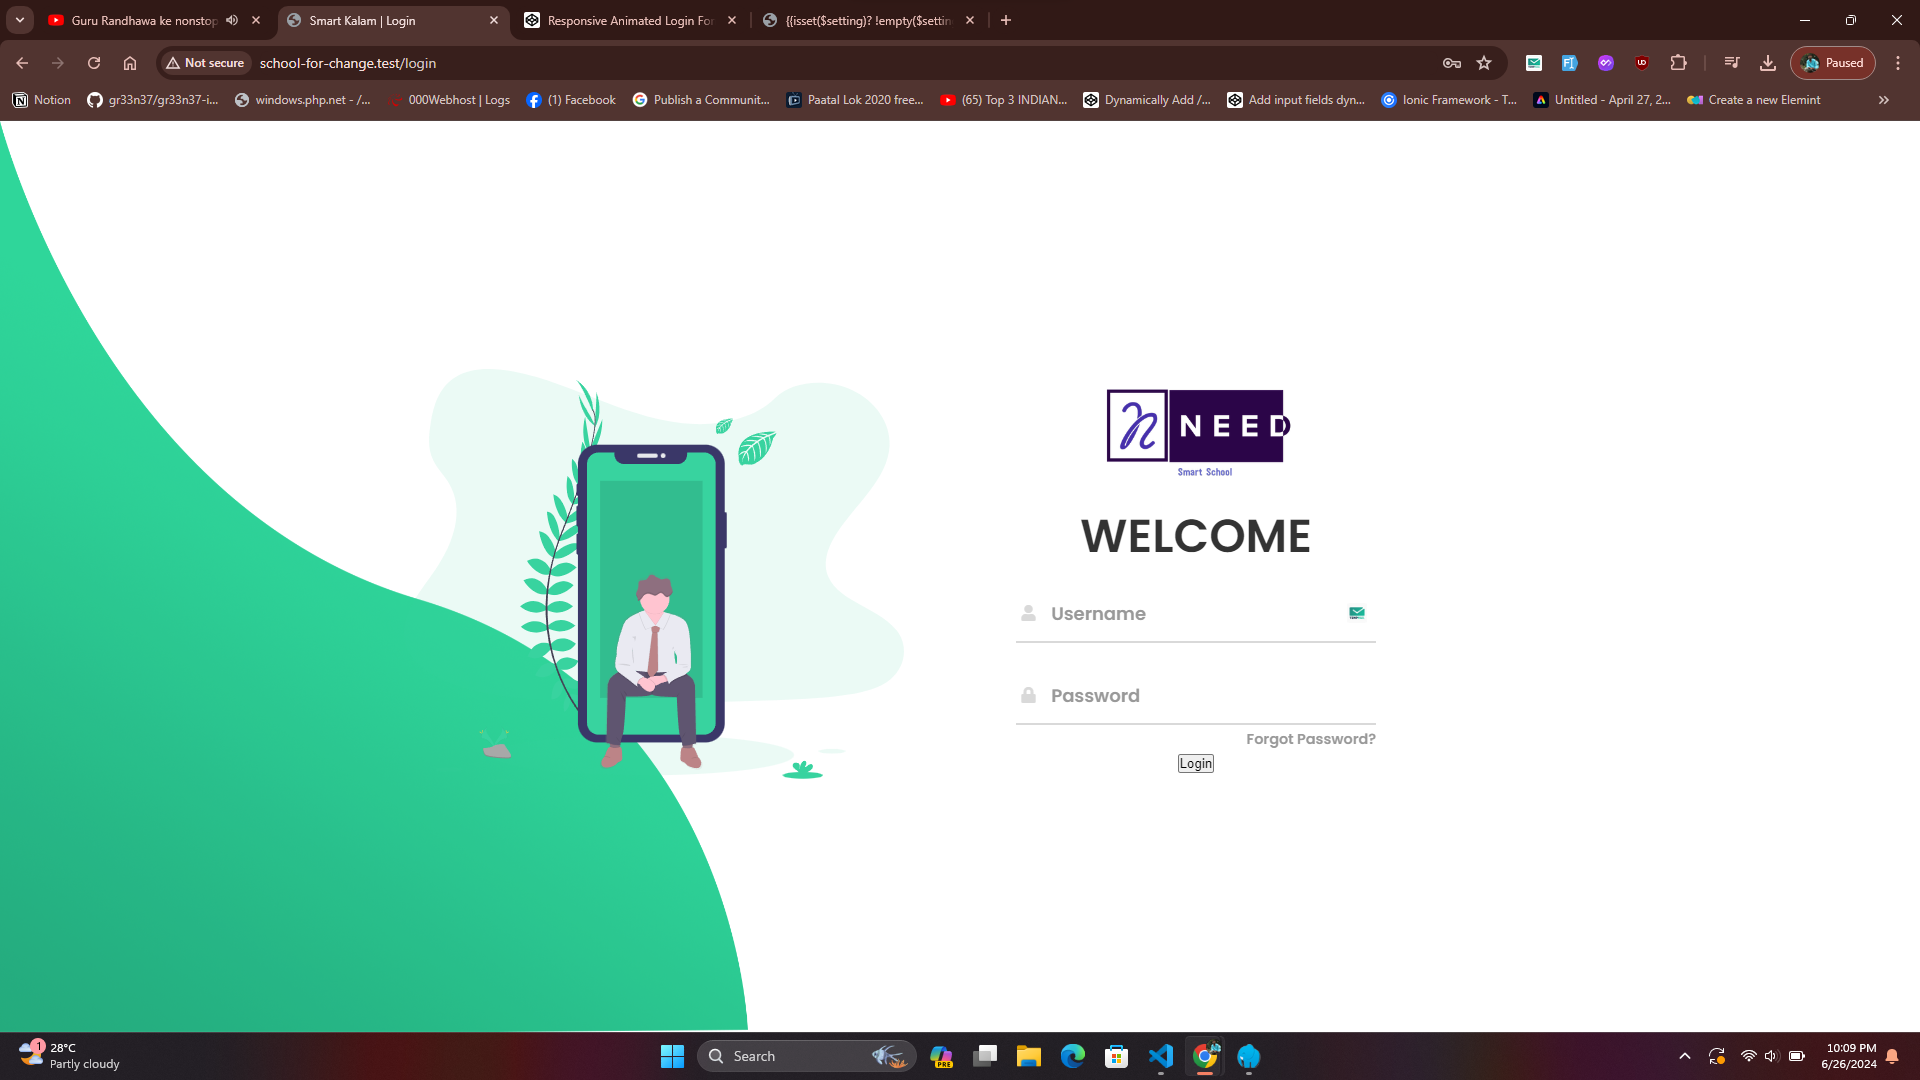 Guru Randhawa ke nonstop
Smart Kalam | Login
Responsive Animated Login For
{{isset($setting)? !empty($settin
Not secure
school-for-change.test/login
Paused
Notion
gr33n37/gr33n37-i...
windows.php.net - /...
000Webhost | Logs
(1) Facebook
Publish a Communit...
Paatal Lok 2020 free...
(65) Top 3 INDIAN...
Dynamically Add /...
Add input fields dyn...
Ionic Framework - T...
Untitled - April 27, 2...
Create a new Elemint
n NEED
Smart School
WELCOME
Username
Password
Forgot Password?
Login
1
28°C
Partly cloudy
Search
PRE
10:09 PM
6/26/2024